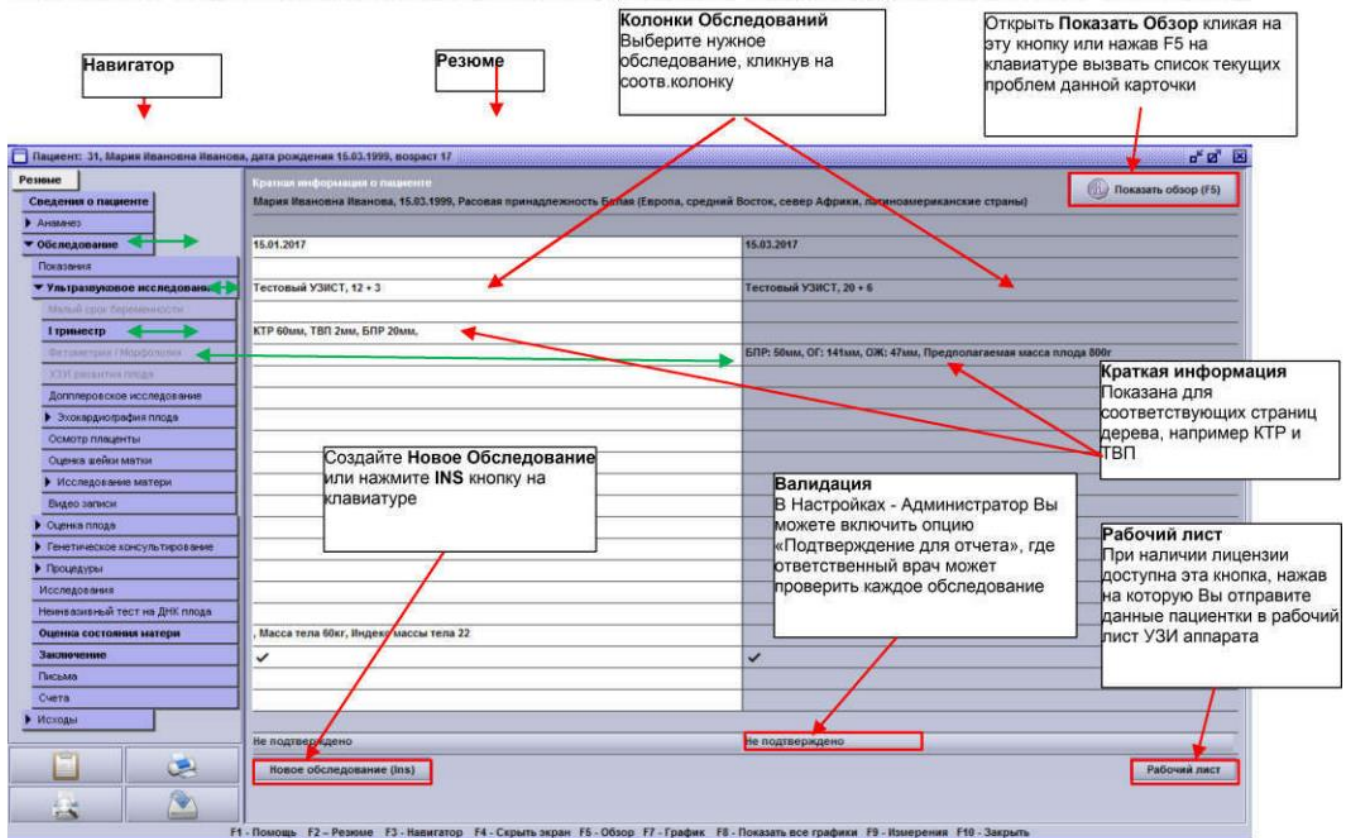 Навигатор
Резюме
Колонки Обследований
Выберите нужное
обследование, кликнув на
соотв.колонку
Открыть Показать Обзор кликая на
эту кнопку или нажав F5 на
клавиатуре вызвать список текущих
проблем данной карточки
Пациент: 31, Мария Ивановна Иванова, дата рождения 15.03.1999, возраст 17
Резюме
Сведения о пациенте
Анамнез
Обследование
Показания
Ультразвуковое исследован
Малый срок беременности
I триместр
Фетометрия / Морфология
УЗИ развития плода
Допплеровское исследование
Эхокардиография плода
Осмотр плаценты
Оценка шейки матки
Исследование матери
Видео записи
Оценка плода
Генетическое консультирование
Процедуры
Исследования
Неинвазивный тест на ДНК плода
Оценка состояния матери
Заключение
Письма
Счета
Исходы
Краткая информация о пациенте
Мария Ивановна Иванова, 15.03.1999, Расовая принадлежность Белая (Европа, средний Восток, север Африки, латиноамериканские страны)
Показать обзор (F5)
15.01.2017
15.03.2017
Тестовый УЗИСТ, 12 + 3
Тестовый УЗИСТ, 20 + 6
КТР 60мм, ТВП 2мм, БПР 20мм,
БПР: 50мм, ОГ: 141мм, ОЖ: 47мм, Предполагаемая масса плода 800г
Краткая информация
Показана для
соответствующих страниц
дерева, например КТР и
ТВП
Создайте Новое Обследование
или нажмите INS кнопку на
клавиатуре
Валидация
В Настройках - Администратор Вы
можете включить опцию
«Подтверждение для отчета», где
ответственный врач может
проверить каждое обследование
Рабочий лист
При наличии лицензии
доступна эта кнопка, нажав
на которую Вы отправите
данные пациентки в рабочий
лист УЗИ аппарата
, Масса тела 60кг, Индекс массы тела 22
Не подтверждено
Не подтверждено
Новое обследование (Ins)
Рабочий лист
F1 - Помощь F2 – Резюме F3 - Навигатор F4 - Скрыть экран F5 - Обзор F7 - График F8 - Показать все графики F9 - Измерения F10 - Закрыть